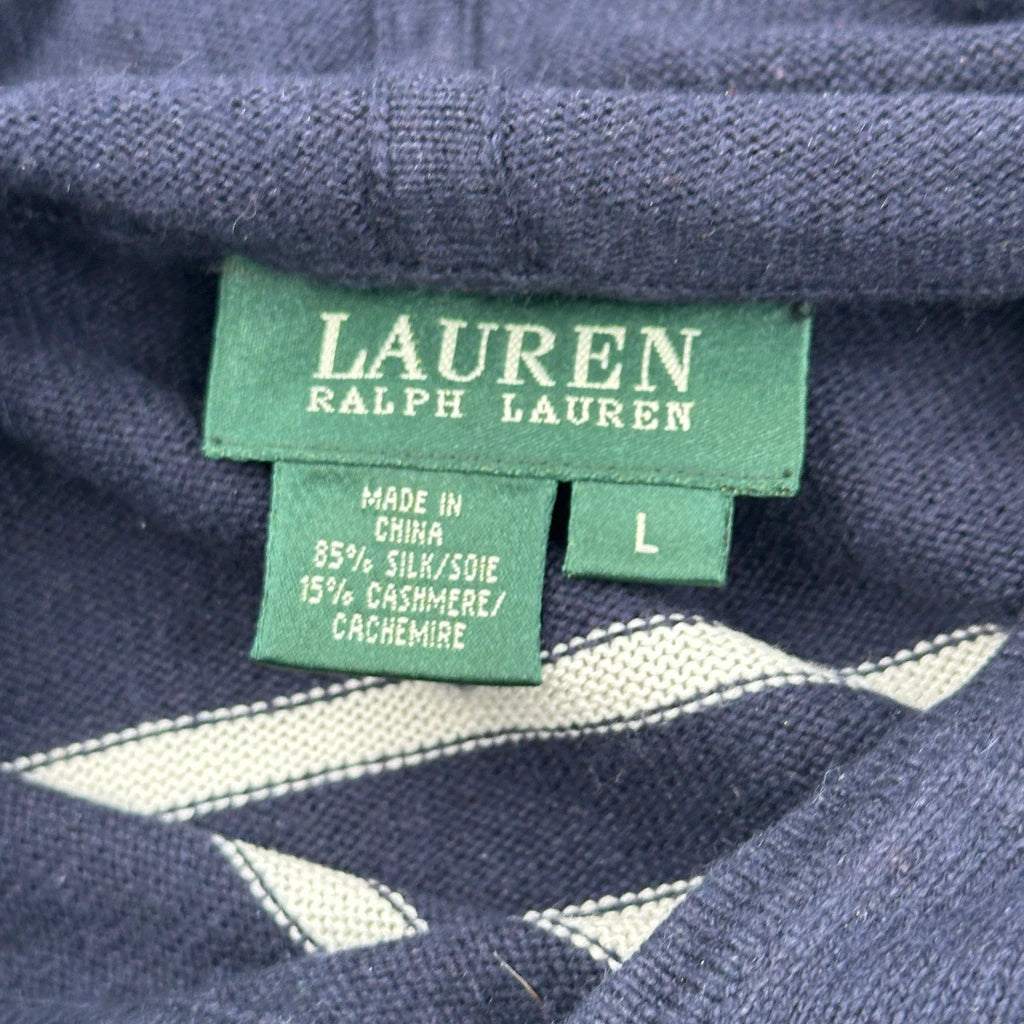 LAUREN
RALPH LAUREN
MADE IN
CHINA
85% SILK/SOIE
15% CASHMERE/
CACHEMIRE
L